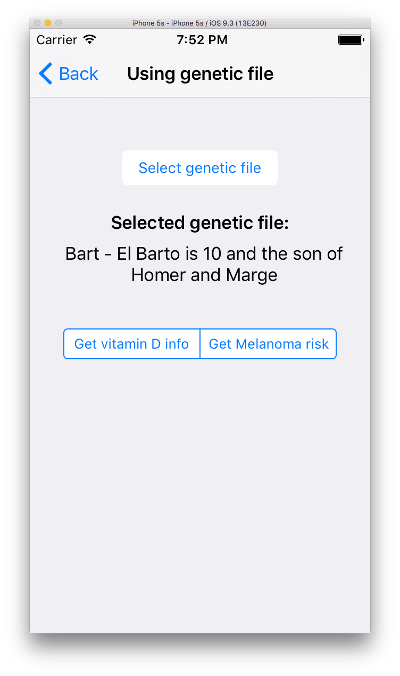 iPhone 5s - iPhone 5s / iOS 9.3 (13E230)
Carrier 7:52 PM
Back Using genetic file
Select genetic file
Selected genetic file:
Bart - El Barto is 10 and the son of
Homer and Marge
Get vitamin D info Get Melanoma risk